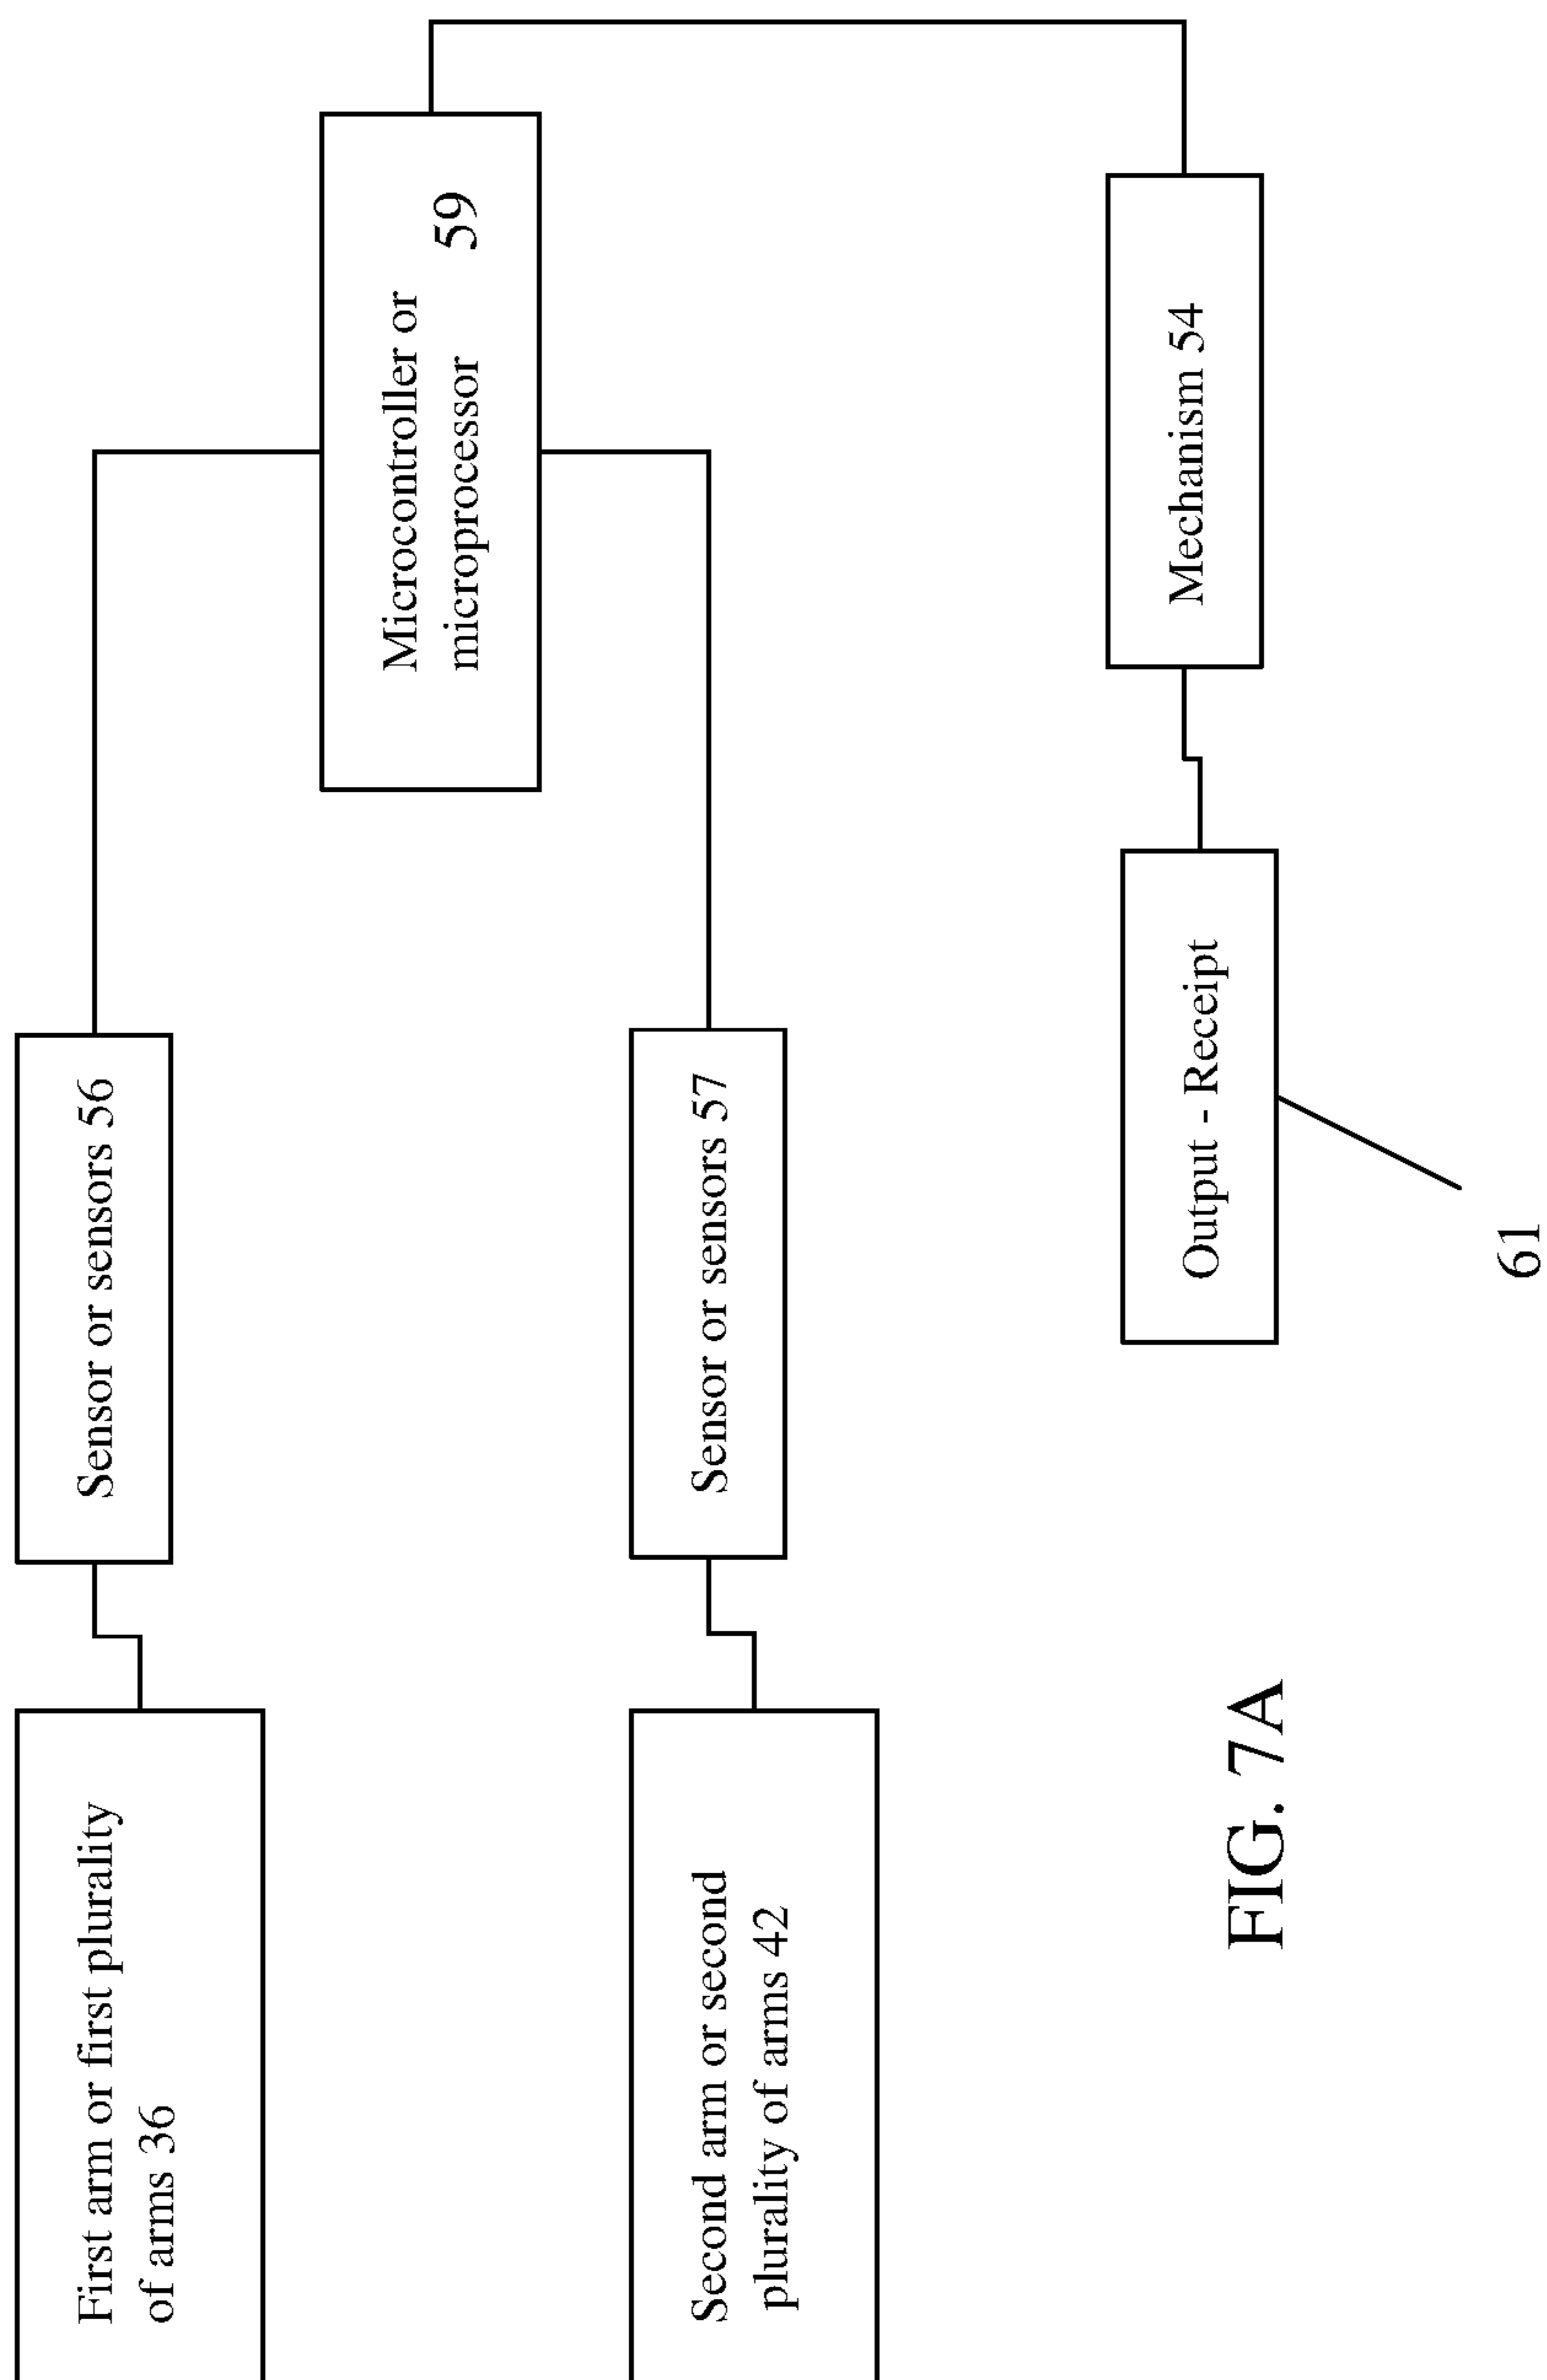 First arm or first plurality
of arms 36
Sensor or sensors 56
Microcontroller or
microprocessor 59
Second arm or second
plurality of arms 42
Sensor or sensors 57
Mechanism 54
Output - Receipt
61
FIG. 7A